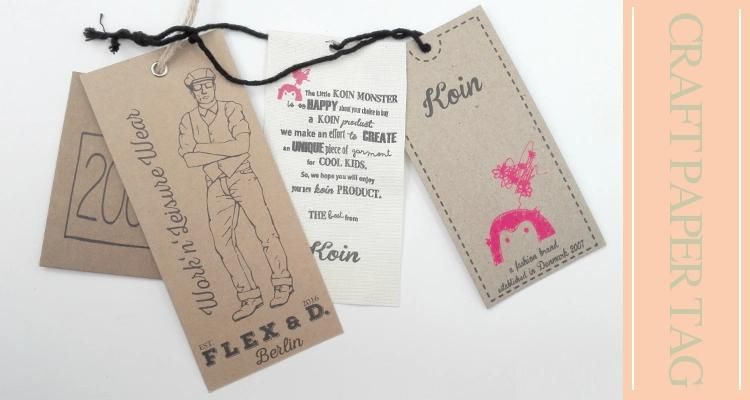 200
Work'n'Leisure Wear
EST. 2016
FLEX & D.
Berlin
The Little KOIN MONSTER
is so HAPPY about your choice to buy
a KOIN product
we make an effort to CREATE
an UNIQUE piece of garment
for COOL KIDS.
So, we hope you will enjoy
your new koin PRODUCT.
THE best from
Koin
Koin
a fashion brand
established in Denmark 2007
CRAFT PAPER TAG